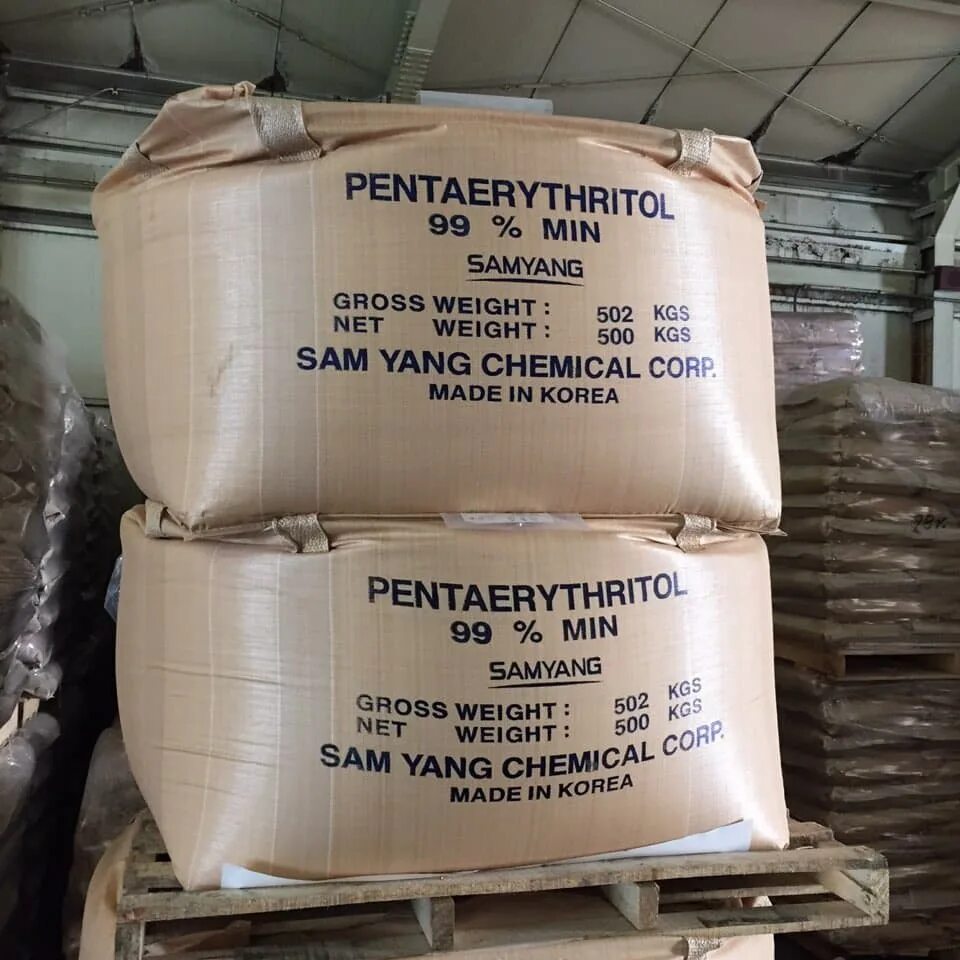 PENTAERYTHRITOL
99 % MIN
SAMYANG
GROSS WEIGHT : 502 KGS
NET WEIGHT : 500 KGS
SAM YANG CHEMICAL CORP.
MADE IN KOREA
PENTAERYTHRITOL
99 % MIN
SAMYANG
GROSS WEIGHT : 502 KGS
NET WEIGHT : 500 KGS
SAM YANG CHEMICAL CORP.
MADE IN KOREA